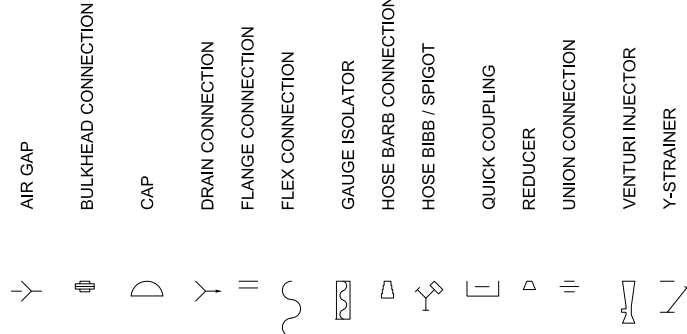 AIR GAP
BULKHEAD CONNECTION
CAP
DRAIN CONNECTION
FLANGE CONNECTION
FLEX CONNECTION
GAUGE ISOLATOR
HOSE BARB CONNECTION
HOSE BIBB / SPIGOT
QUICK COUPLING
REDUCER
UNION CONNECTION
VENTURI INJECTOR
Y-STRAINER